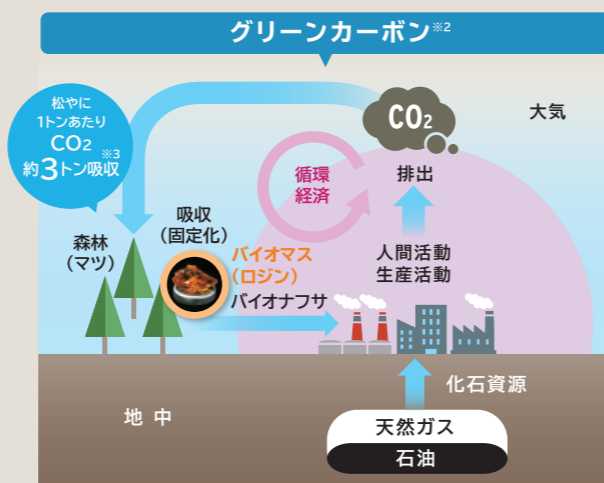 グリーンカーボン※2
松やに
1トンあたり
CO2 ※3
約3トン吸収
CO2
大気
循環
経済
排出
吸収
(固定化)
森林
(マツ)
バイオマス
(ロジン)
バイオナフサ
人間活動
生産活動
化石資源
地中
天然ガス
石油